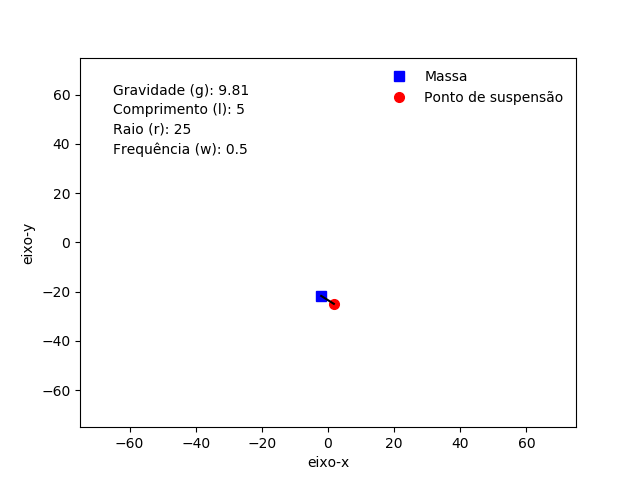 Gravidade (g): 9.81
Comprimento (l): 5
Raio (r): 25
Frequência (w): 0.5
Massa
Ponto de suspensão
60
40
20
0
−20
−40
−60
eixo-y
−60 −40 −20 0 20 40 60
eixo-x